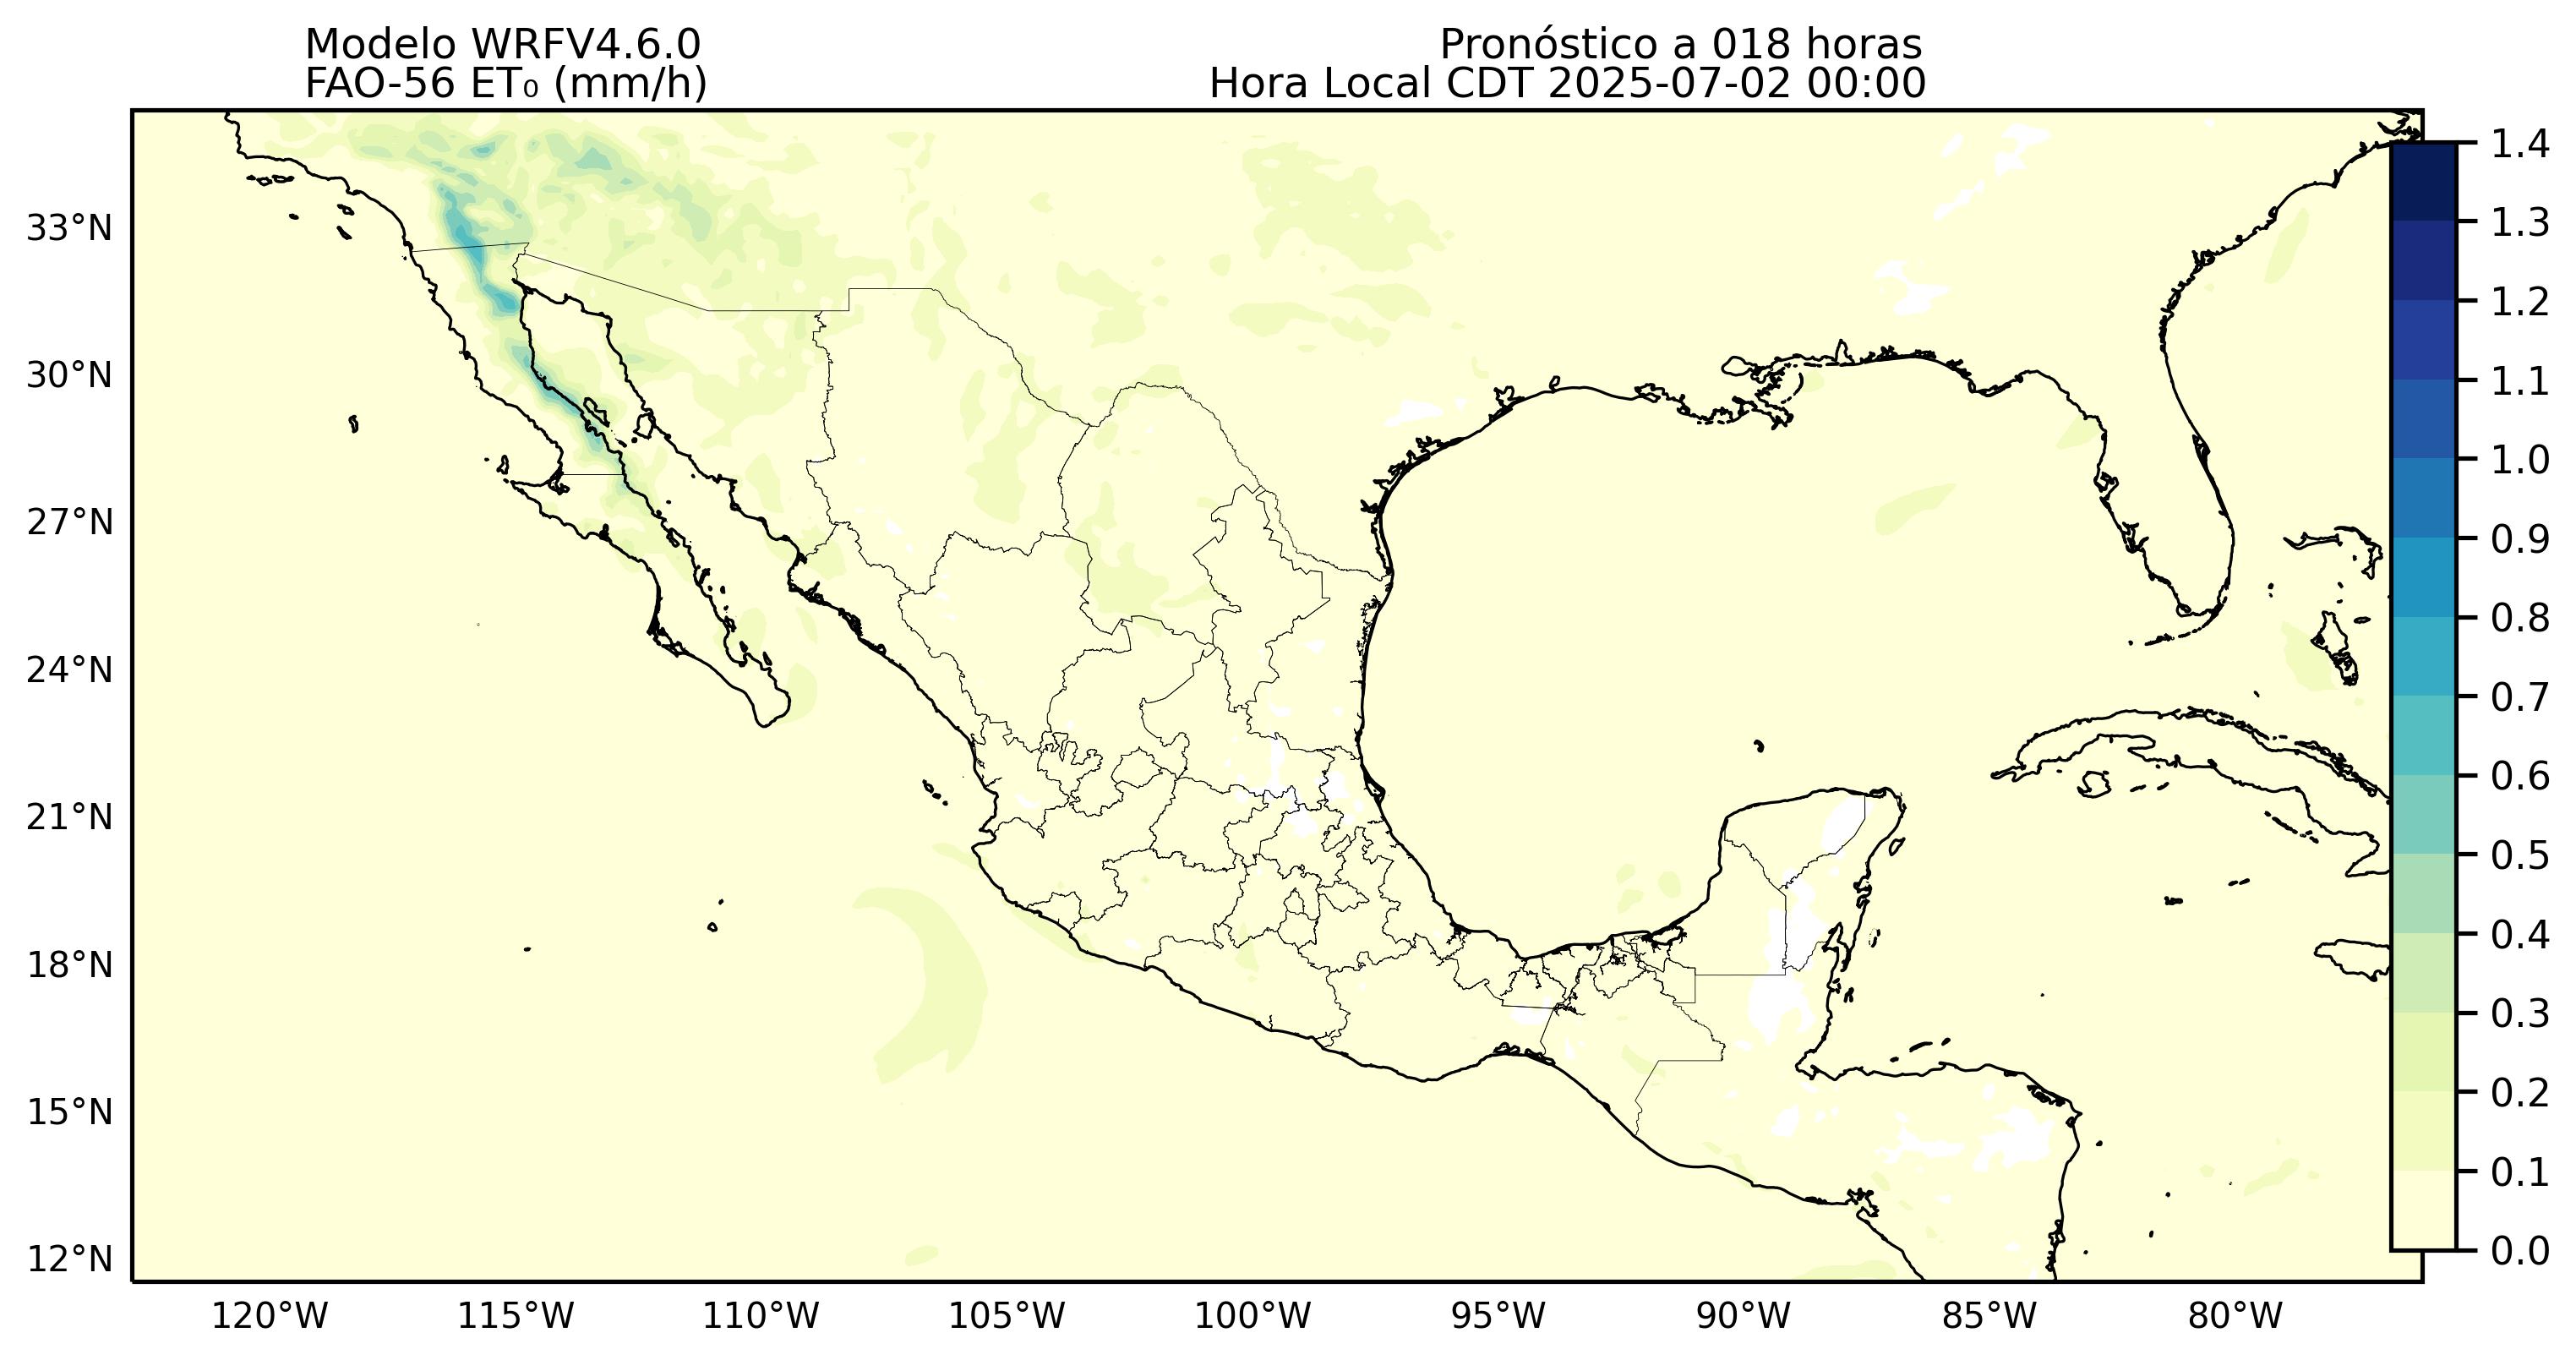 Modelo WRFV4.6.0
FAO-56 ET₀ (mm/h)
Pronóstico a 018 horas
Hora Local CDT 2025-07-02 00:00
33°N
30°N
27°N
24°N
21°N
18°N
15°N
12°N
120°W
115°W
110°W
105°W
100°W
95°W
90°W
85°W
80°W
1.4
1.3
1.2
1.1
1.0
0.9
0.8
0.7
0.6
0.5
0.4
0.3
0.2
0.1
0.0